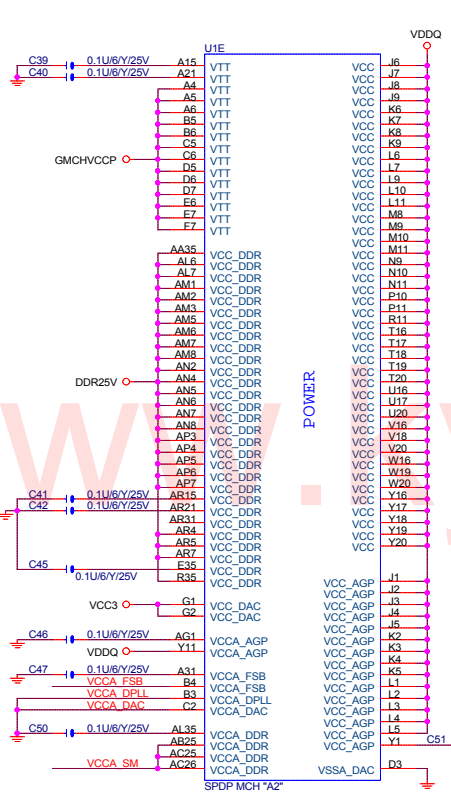 VDDQ
U1E
C39 0.1U/6/Y/25V A15 VTT VCC J6
C40 0.1U/6/Y/25V A21 VTT VCC J7
A4 VTT VCC J8
A5 VTT VCC J9
A6 VTT VCC K6
B5 VTT VCC K7
B6 VTT VCC K8
C5 VTT VCC K9
GMCHVCCP C6 VTT VCC L6
D5 VTT VCC L7
D6 VTT VCC L9
D7 VTT VCC L10
E6 VTT VCC L11
E7 VTT VCC M8
F7 VTT VCC M9
VCC M10
AA35 VCC_DDR VCC M11
AL6 VCC_DDR VCC N9
AL7 VCC_DDR VCC N10
AM1 VCC_DDR VCC N11
AM2 VCC_DDR VCC P10
AM3 VCC_DDR VCC P11
AM5 VCC_DDR VCC R11
AM6 VCC_DDR VCC T16
AM7 VCC_DDR VCC T17
AM8 VCC_DDR VCC T18
AN2 VCC_DDR VCC T19
DDR25V AN4 VCC_DDR VCC T20
AN5 VCC_DDR VCC U16
AN6 VCC_DDR VCC U17
AN7 VCC_DDR VCC U20
AN8 VCC_DDR VCC V16
AP3 VCC_DDR VCC V18
AP4 VCC_DDR VCC V20
AP5 VCC_DDR VCC W16
AP6 VCC_DDR VCC W19
AP7 VCC_DDR VCC W20
C41 0.1U/6/Y/25V AR15 VCC_DDR VCC Y16
C42 0.1U/6/Y/25V AR21 VCC_DDR VCC Y17
AR31 VCC_DDR VCC Y18
AR4 VCC_DDR VCC Y19
AR5 VCC_DDR VCC Y20
AR7 VCC_DDR
C45 0.1U/6/Y/25V E35 VCC_DDR
R35 VCC_DDR VCC_AGP J1
POWER
VCC_AGP J2
VCC3 G1 VCC_DAC VCC_AGP J3
G2 VCC_DAC VCC_AGP J4
VCC_AGP J5
C46 0.1U/6/Y/25V AG1 VCCA_AGP VCC_AGP K2
VDDQ Y11 VCCA_AGP VCC_AGP K3
VCC_AGP K4
C47 0.1U/6/Y/25V A31 VCCA_FSB VCC_AGP K5
VCCA_FSB B4 VCCA_FSB VCC_AGP L1
VCCA_DPLL B3 VCCA_DPLL VCC_AGP L2
VCCA_DAC C2 VCCA_DAC VCC_AGP L3
VCC_AGP L4
C50 0.1U/6/Y/25V AL35 VCCA_DDR VCC_AGP L5
AB25 VCCA_DDR VCC_AGP Y1 C51
AC25 VCCA_DDR
VCCA_SM AC26 VCCA_DDR VSSA_DAC D3
SPDP MCH "A2"